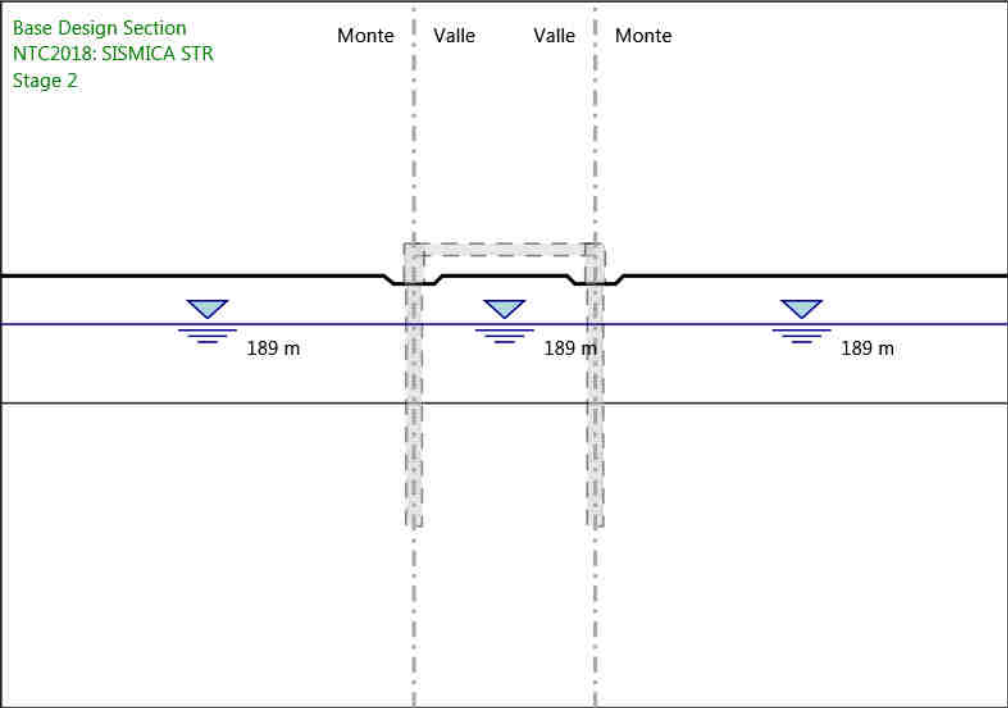 Base Design Section
NTC2018: SISMICA STR
Stage 2
Monte
Valle
Valle
Monte
189 m
189 m
189 m